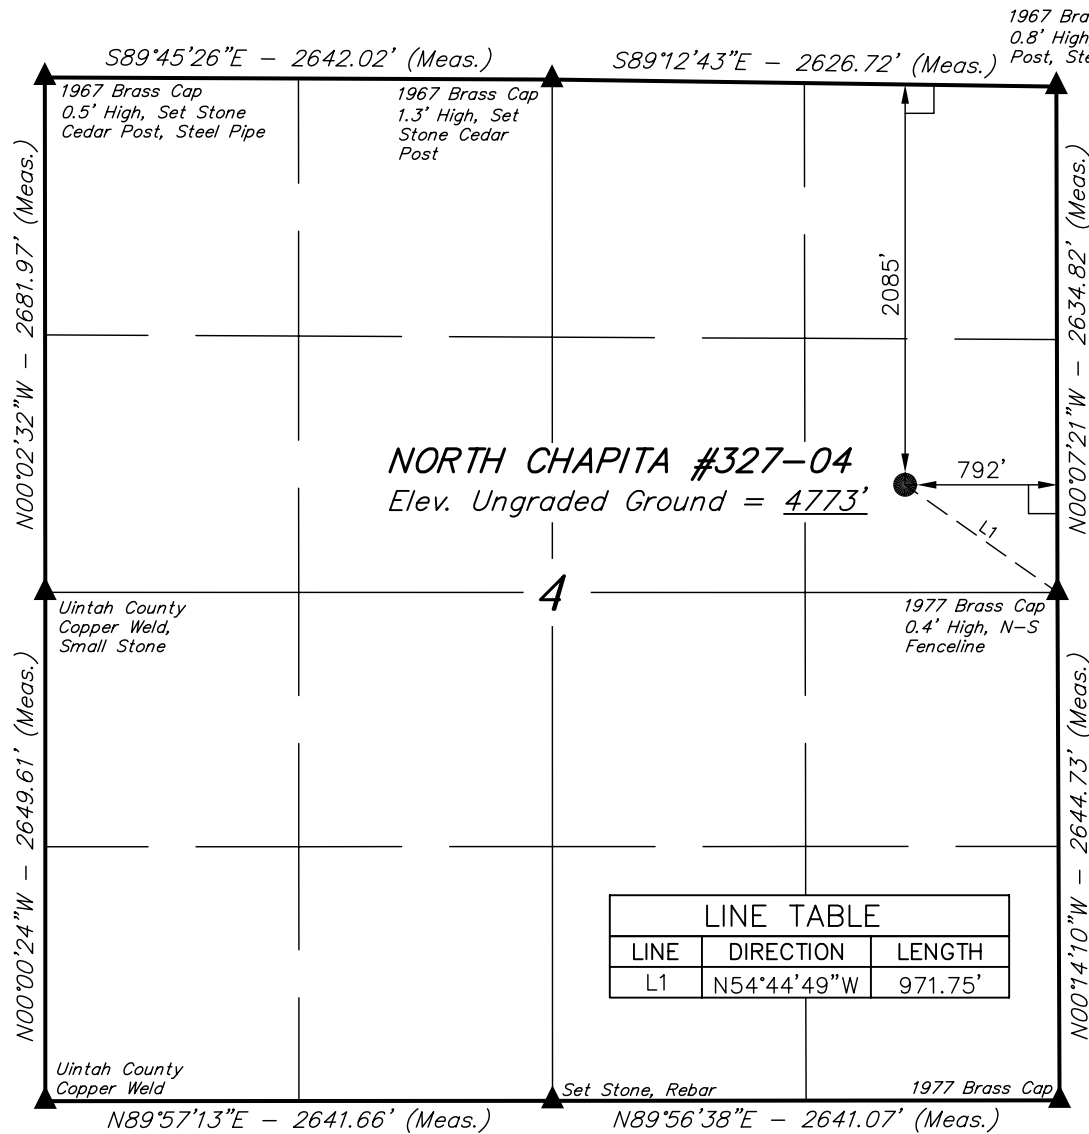 1967 Bra
0.8' High
Post, Ste
S89°45'26"E – 2642.02' (Meas.)
S89°12'43"E – 2626.72' (Meas.)
1967 Brass Cap
0.5' High, Set Stone
Cedar Post, Steel Pipe
1967 Brass Cap
1.3' High, Set
Stone Cedar
Post
N00°02'32"W – 2681.97' (Meas.)
N00°07'21"W – 2634.82' (Meas.)
2085'
NORTH CHAPITA #327–04
Elev. Ungraded Ground = 4773'
792'
L1
4
Uintah County
Copper Weld,
Small Stone
1977 Brass Cap
0.4' High, N–S
Fenceline
N00°00'24"W – 2649.61' (Meas.)
N00°14'10"W – 2644.73' (Meas.)
LINE TABLE
LINE DIRECTION LENGTH
L1 N54°44'49"W 971.75'
Uintah County
Copper Weld
Set Stone, Rebar
1977 Brass Cap
N89°57'13"E – 2641.66' (Meas.)
N89°56'38"E – 2641.07' (Meas.)